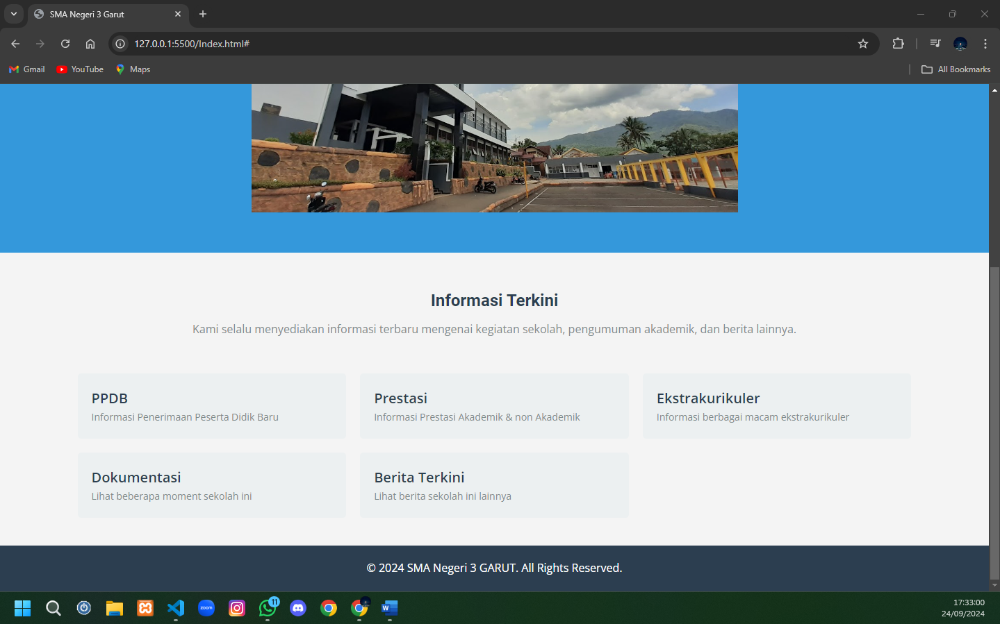 SMA Negeri 3 Garut
127.0.0.1:5500/Index.html#
Gmail
YouTube
Maps
All Bookmarks
Informasi Terkini
Kami selalu menyediakan informasi terbaru mengenai kegiatan sekolah, pengumuman akademik, dan berita lainnya.
PPDB
Informasi Penerimaan Peserta Didik Baru
Prestasi
Informasi Prestasi Akademik & non Akademik
Ekstrakurikuler
Informasi berbagai macam ekstrakurikuler
Dokumentasi
Lihat beberapa moment sekolah ini
Berita Terkini
Lihat berita sekolah ini lainnya
© 2024 SMA Negeri 3 GARUT. All Rights Reserved.
zoom
11
W
17:33:00
24/09/2024